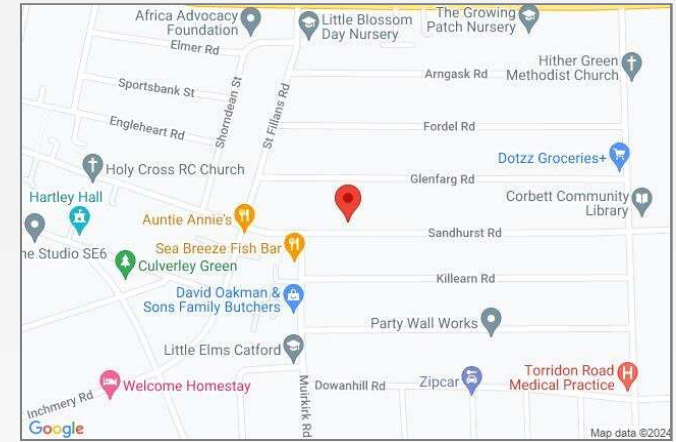 Africa Advocacy
Foundation
Little Blossom
Day Nursery
The Growing
Patch Nursery
Elmer Rd
Hither Green
Methodist Church
Arngask Rd
Sportsbank St
Shorndean St
St Fillans Rd
Engleheart Rd
Fordel Rd
Dotzz Groceries+
Holy Cross RC Church
Glenfarg Rd
Hartley Hall
Corbett Community
Library
Auntie Annie's
Sandhurst Rd
ne Studio SE6
Sea Breeze Fish Bar
Culverley Green
Killearn Rd
David Oakman &
Sons Family Butchers
Party Wall Works
Little Elms Catford
Torridon Road
Medical Practice
Welcome Homestay
Muirkirk Rd
Dowanhill Rd
Zipcar
Inchmery Rd
Google
Map data ©2024